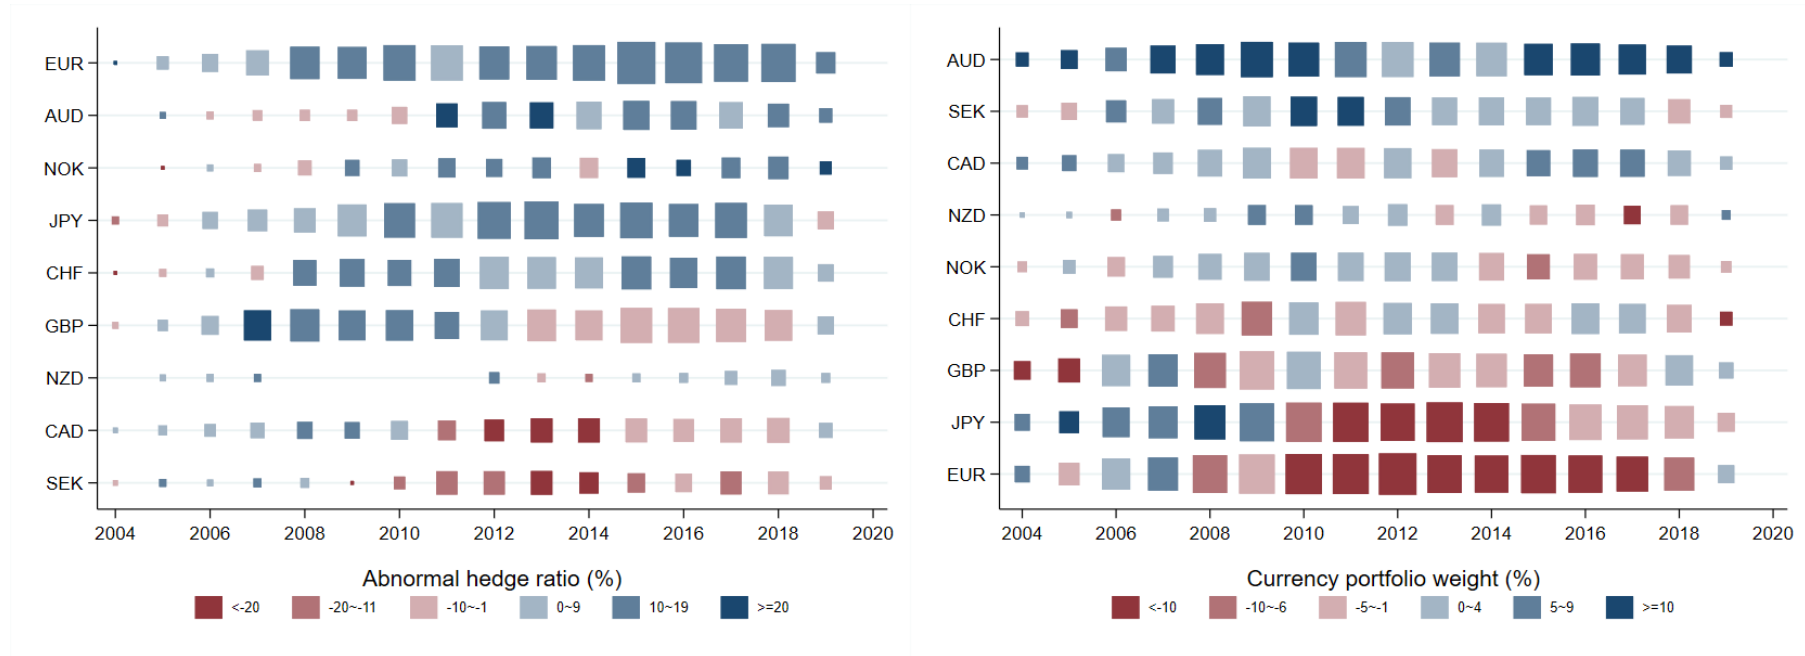 EUR
AUD
NOK
JPY
CHF
GBP
NZD
CAD
SEK
2004 2006 2008 2010 2012 2014 2016 2018 2020
Abnormal hedge ratio (%)
<-20 -20~-11 -10~-1 0~9 10~19 >=20
AUD
SEK
CAD
NZD
NOK
CHF
GBP
JPY
EUR
2004 2006 2008 2010 2012 2014 2016 2018 2020
Currency portfolio weight (%)
<-10 -10~-6 -5~-1 0~4 5~9 >=10